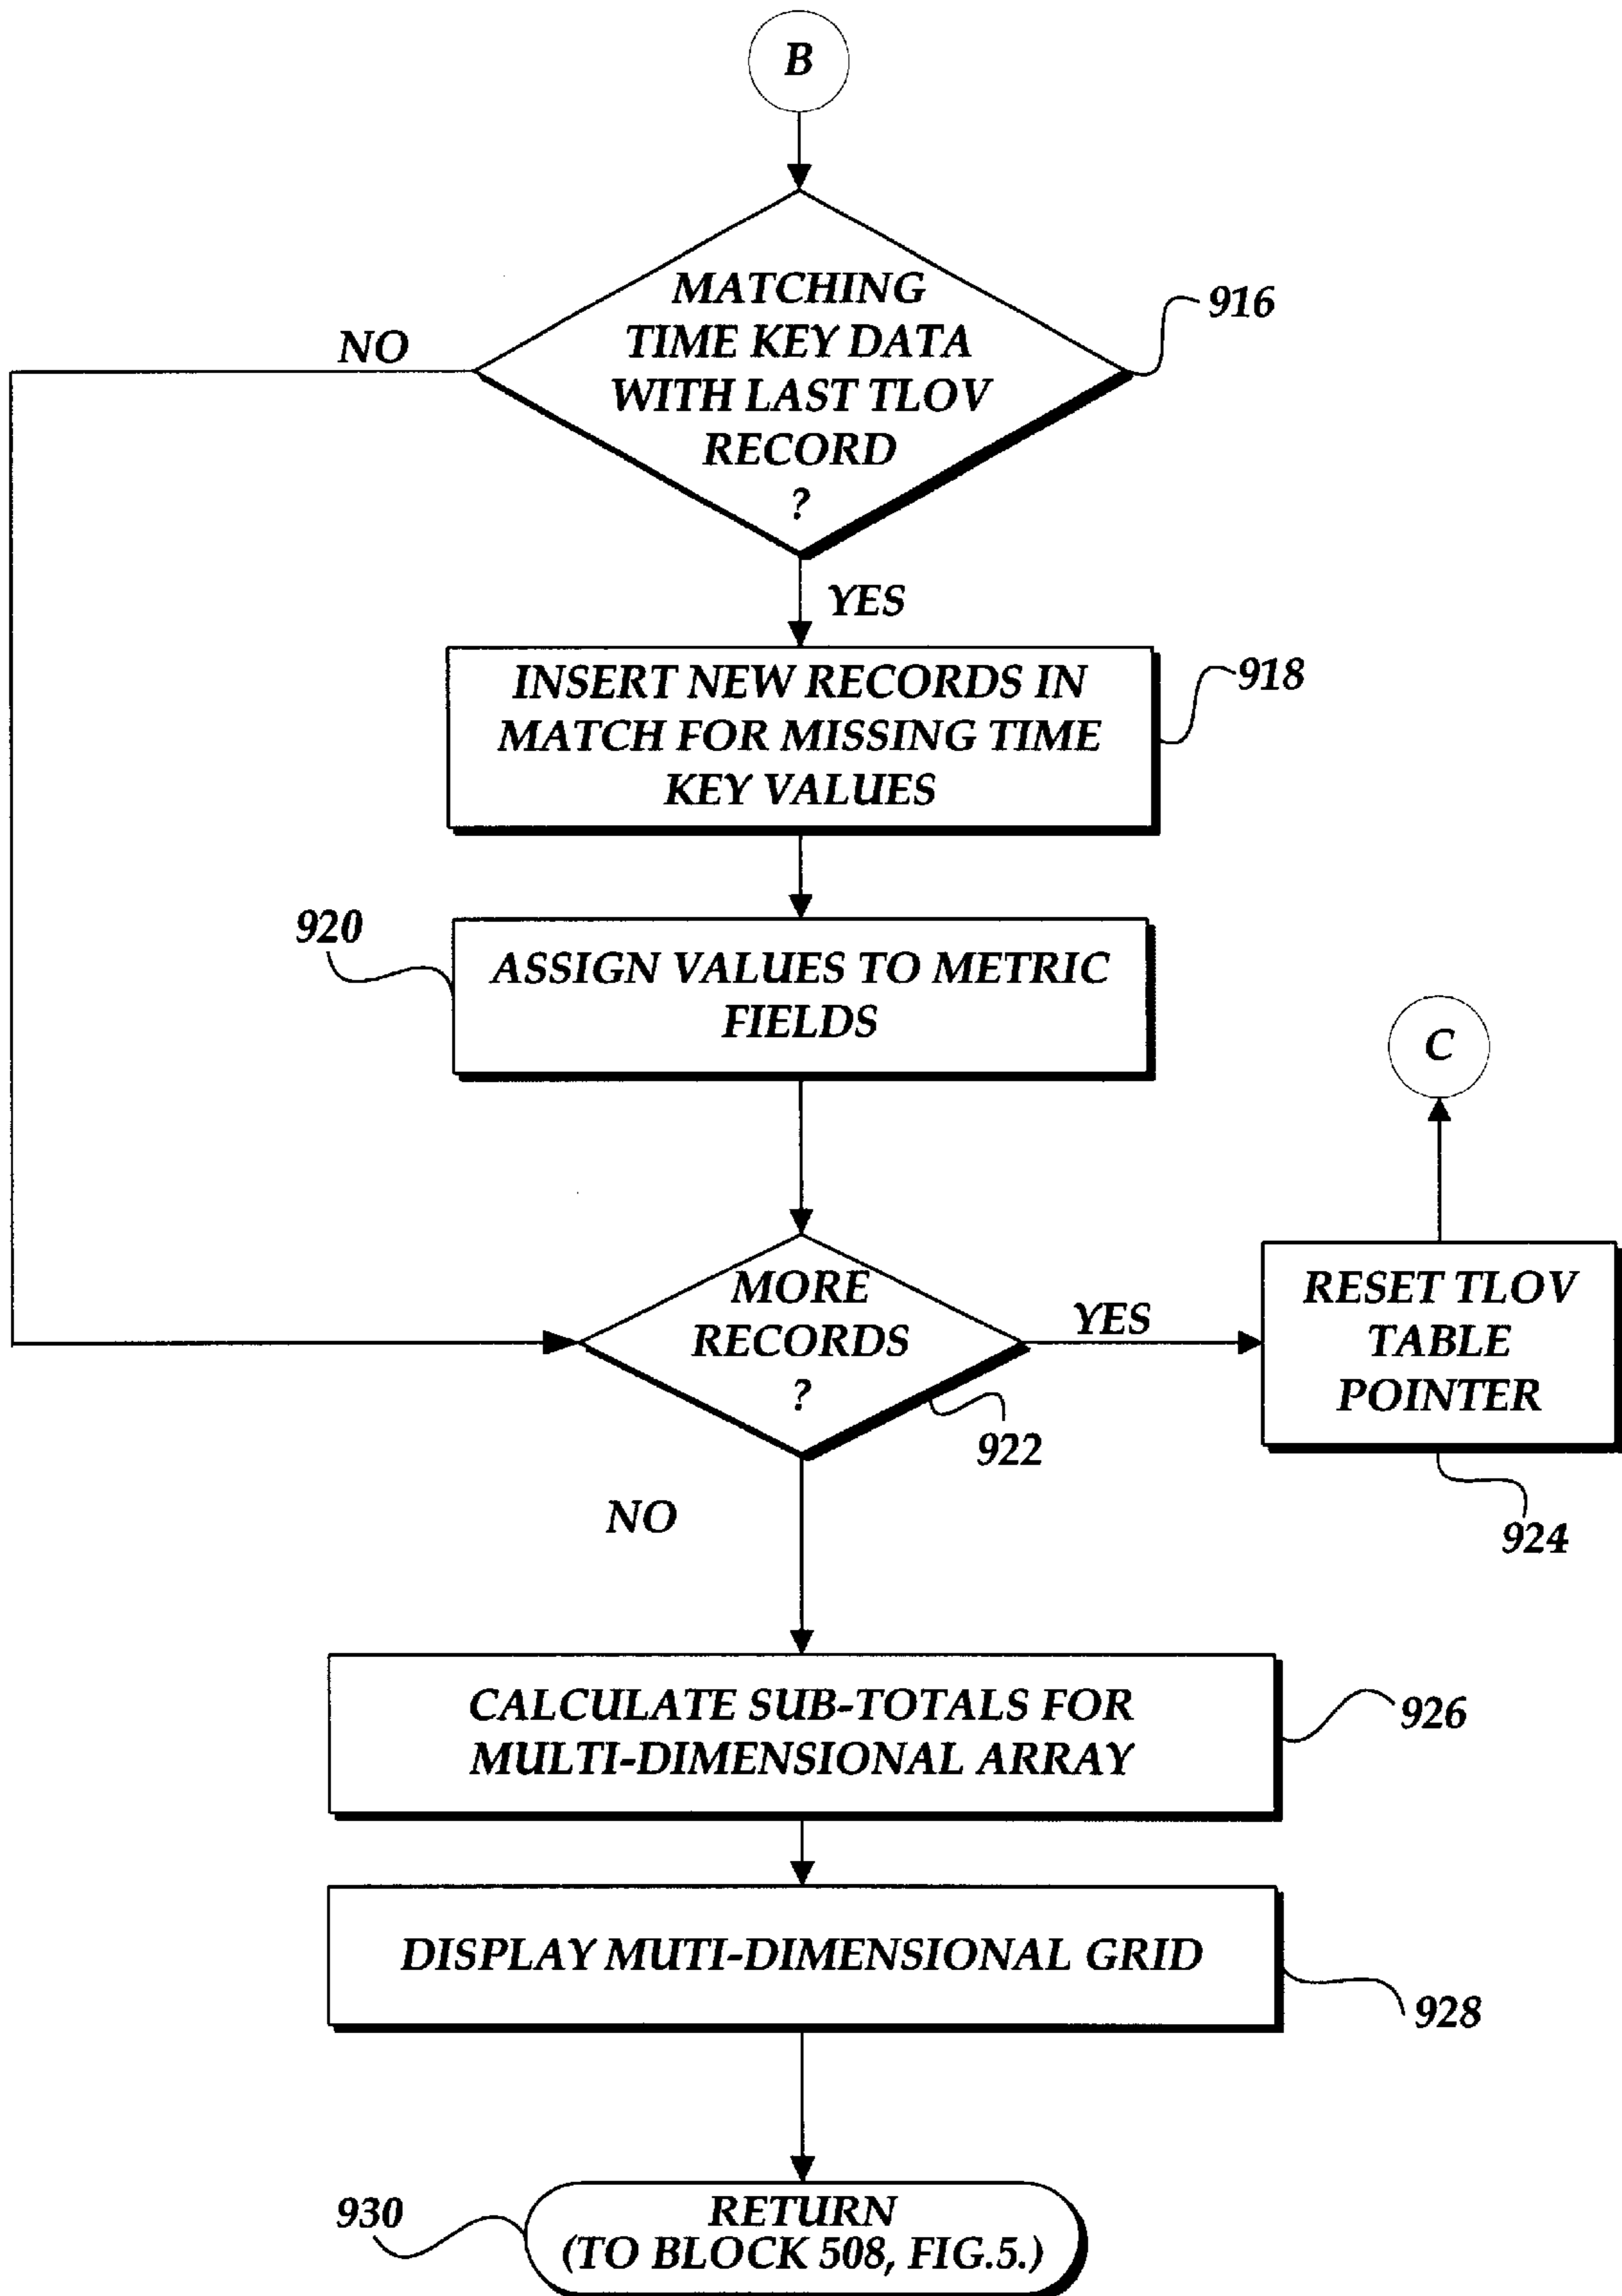 B
MATCHING
TIME KEY DATA
WITH LAST TLOV
RECORD
?
916
NO
YES
INSERT NEW RECORDS IN
MATCH FOR MISSING TIME
KEY VALUES
918
920
ASSIGN VALUES TO METRIC
FIELDS
C
MORE
RECORDS
?
YES
922
RESET TLOV
TABLE
POINTER
924
NO
CALCULATE SUB-TOTALS FOR
MULTI-DIMENSIONAL ARRAY
926
DISPLAY MUTI-DIMENSIONAL GRID
928
930
RETURN
(TO BLOCK 508, FIG.5.)